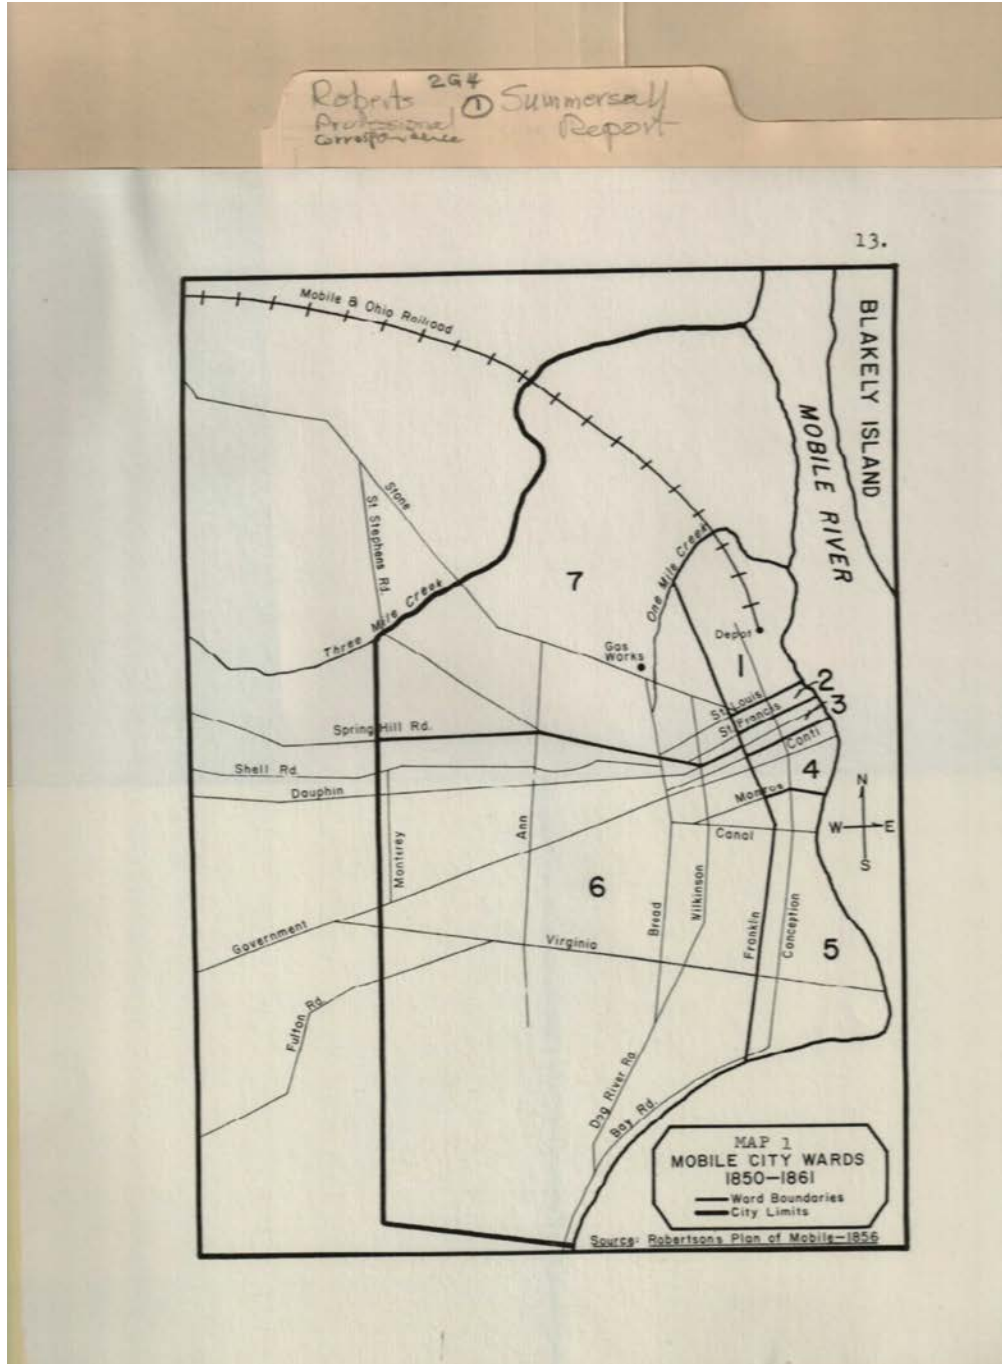 2G4
Roberts ① Summersell
Professional Report
Correspondence
13.
Mobile & Ohio Railroad
BLAKELY ISLAND
MOBILE RIVER
Stone
St Stephens Rd.
Three Mile Creek
7
One Mile Creek
Depot
Gas
Works
1
2
3
St. Louis
St. Francis
Conti
Spring Hill Rd.
Shell Rd.
Dauphin
4
Monroe
Canal
N
W E
S
Monterey
Ann
6
Broad
Wilkinson
Franklin
Conception
5
Government
Virginia
Fulton Rd.
Dog River Rd.
Bay Rd.
MAP 1
MOBILE CITY WARDS
1850—1861
Ward Boundaries
City Limits
Source: Robertsons Plan of Mobile—1856